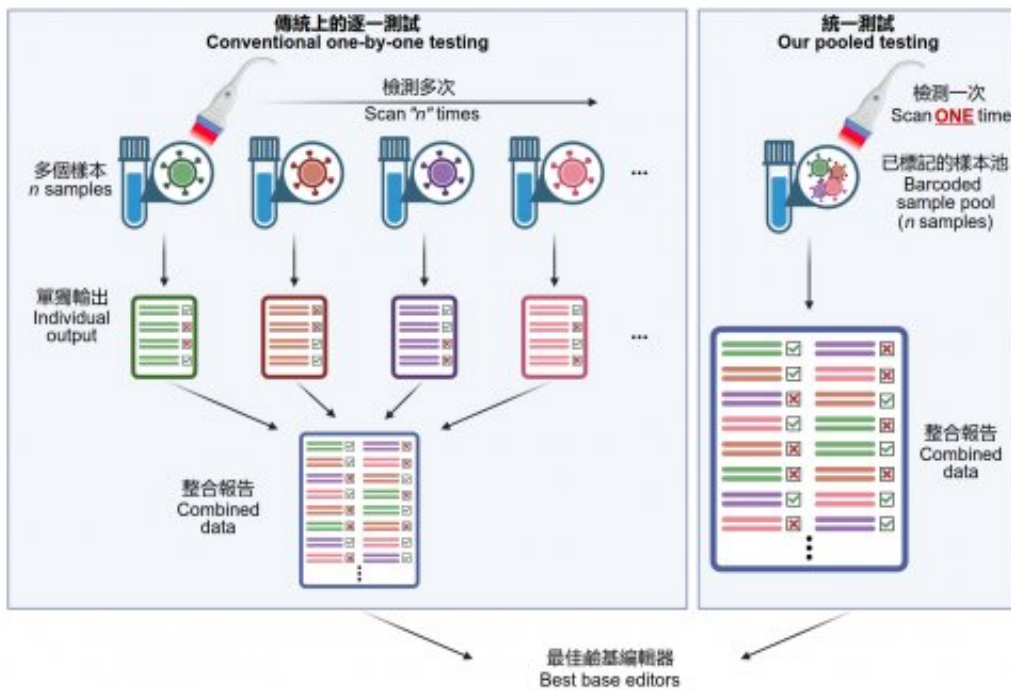 傳統上的逐一測試
Conventional one-by-one testing
檢測多次
Scan "n" times
多個樣本
n samples
...
單獨輸出
Individual
output
...
整合報告
Combined
data
統一測試
Our pooled testing
檢測一次
Scan ONE time
已標記的樣本池
Barcoded
sample pool
(n samples)
整合報告
Combined
data
最佳鹼基編輯器
Best base editors